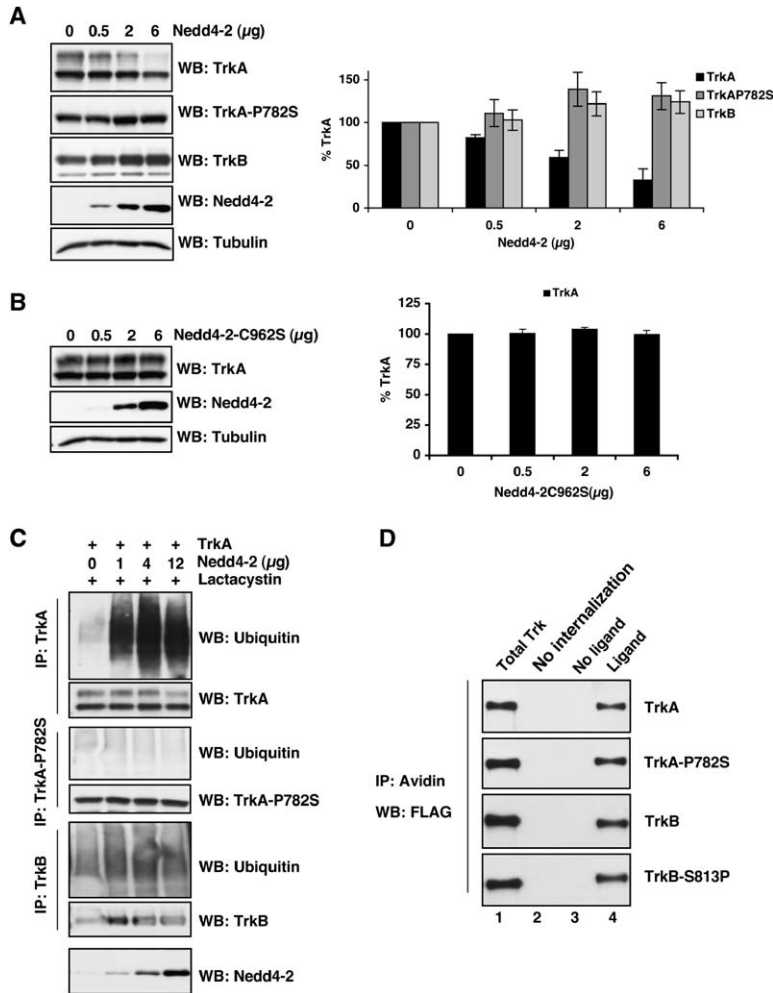 A
0 0.5 2 6 Nedd4-2 (µg)
WB: TrkA
WB: TrkA-P782S
WB: TrkB
WB: Nedd4-2
WB: Tubulin
% TrkA
150
100
50
0
0 0.5 2 6
Nedd4-2 (µg)
TrkA
TrkAP782S
TrkB
B
0 0.5 2 6 Nedd4-2-C962S (µg)
WB: TrkA
WB: Nedd4-2
WB: Tubulin
TrkA
% TrkA
125
100
75
50
25
0
0 0.5 2 6
Nedd4-2C962S(µg)
C
+ + + + TrkA
0 1 4 12 Nedd4-2 (µg)
+ + + + Lactacystin
IP: TrkA
WB: Ubiquitin
WB: TrkA
IP: TrkA-P782S
WB: Ubiquitin
WB: TrkA-P782S
IP: TrkB
WB: Ubiquitin
WB: TrkB
WB: Nedd4-2
D
Total Trk
No internalization
No ligand
Ligand
IP: Avidin
WB: FLAG
TrkA
TrkA-P782S
TrkB
TrkB-S813P
1 2 3 4